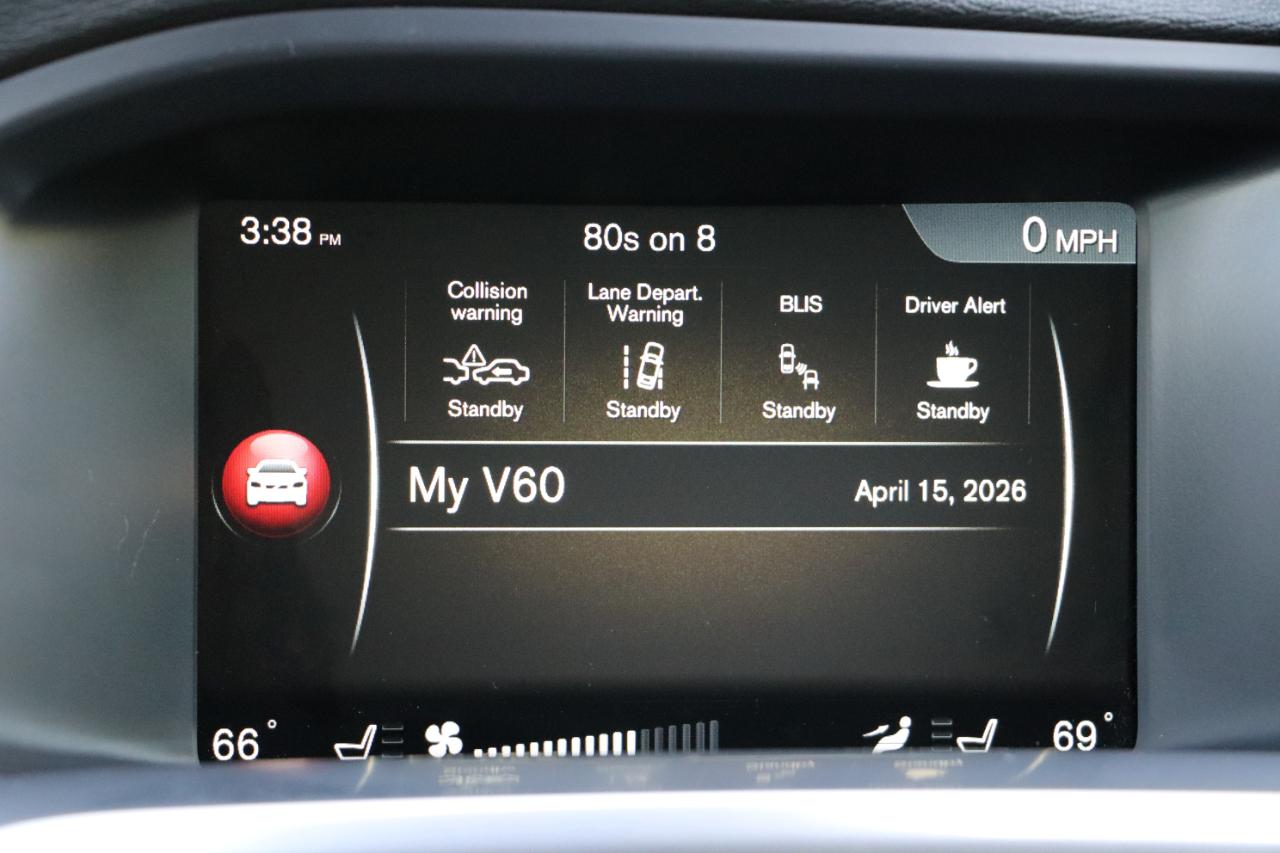 3:38 PM
80s on 8
0 MPH
Collision
warning
Lane Depart.
Warning
BLIS
Driver Alert
Standby
Standby
Standby
Standby
My V60
April 15, 2026
66°
69°